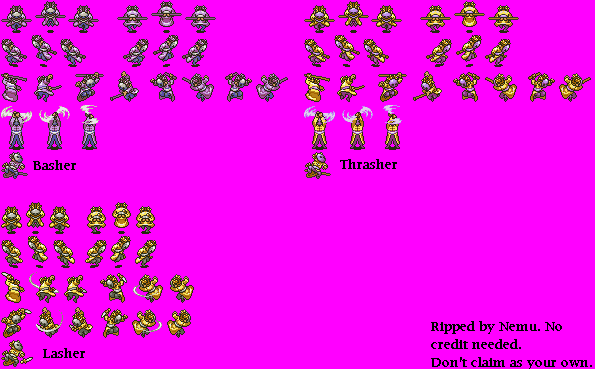 Basher
Thrasher
Lasher
Ripped by Nemu. No
credit needed.
Don't claim as your own.